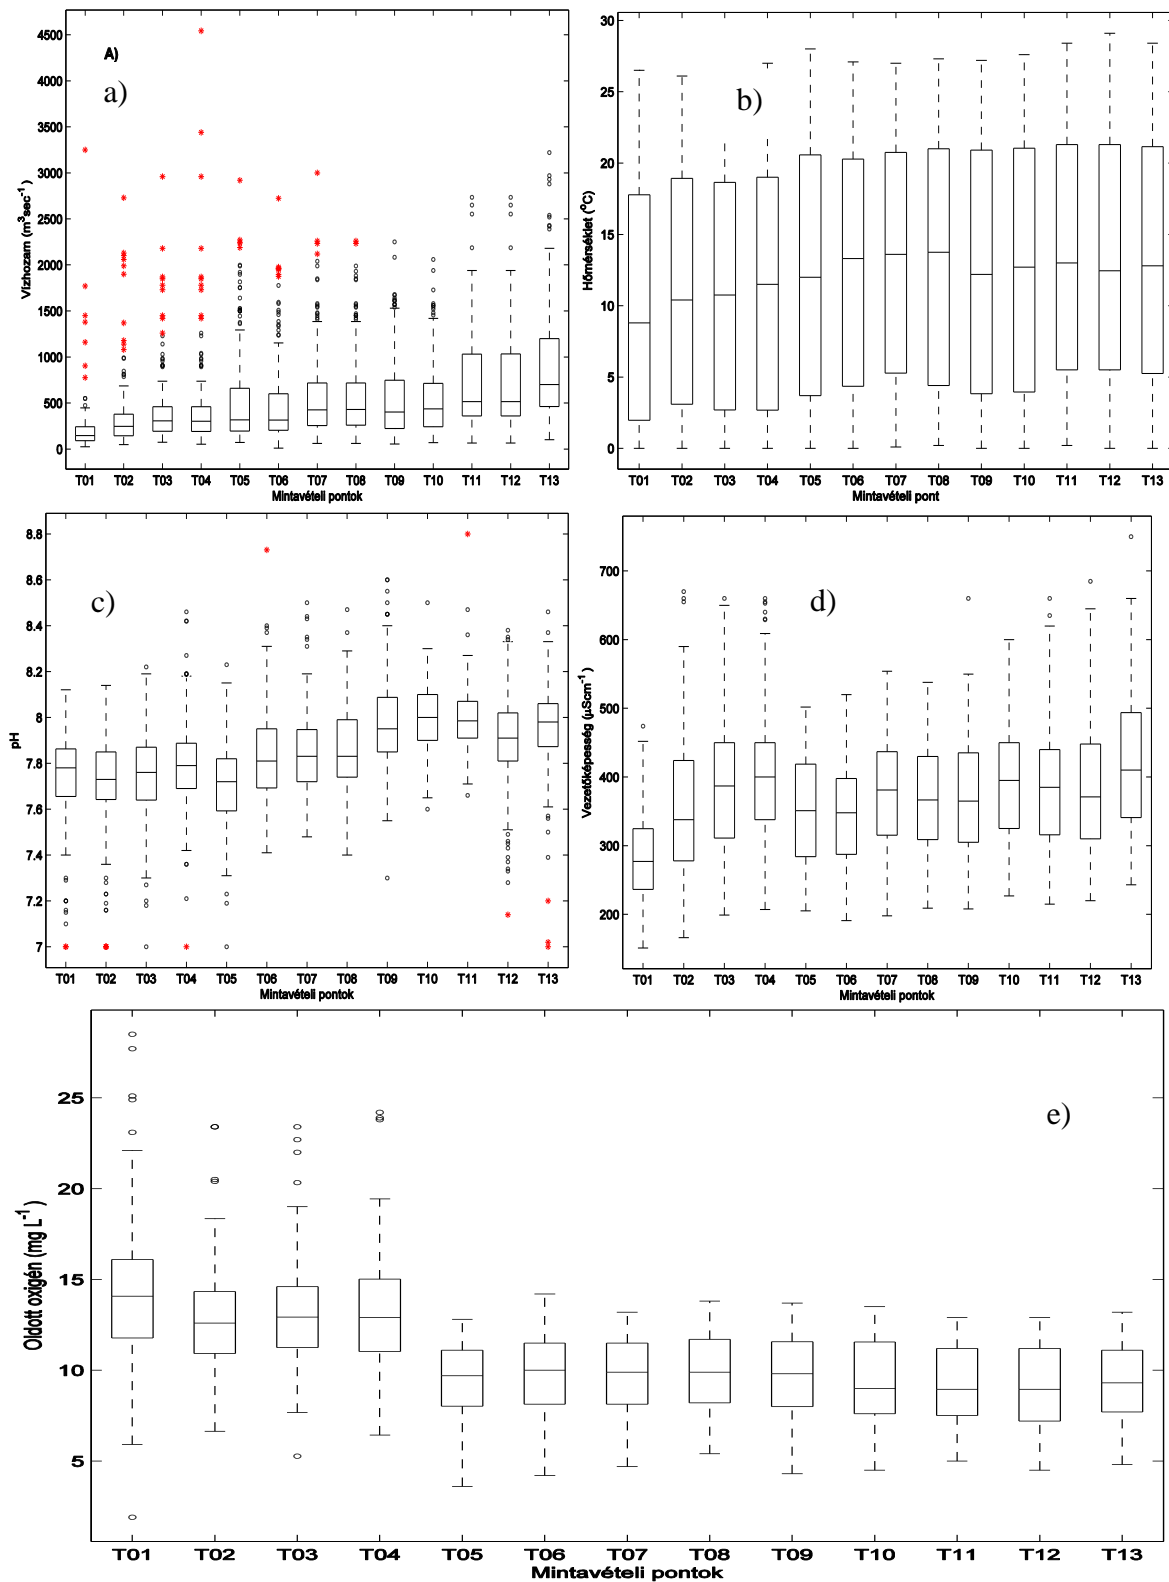 A)
a)
Vízhozam (m³sec⁻¹)
4500
4000
3500
3000
2500
2000
1500
1000
500
0
T01 T02 T03 T04 T05 T06 T07 T08 T09 T10 T11 T12 T13
Mintavételi pontok
b)
Hőmérséklet (°C)
30
25
20
15
10
5
0
T01 T02 T03 T04 T05 T06 T07 T08 T09 T10 T11 T12 T13
Mintavételi pont
c)
pH
8.8
8.6
8.4
8.2
8
7.8
7.6
7.4
7.2
7
T01 T02 T03 T04 T05 T06 T07 T08 T09 T10 T11 T12 T13
Mintavételi pontok
d)
Vezetőképesség (µScm⁻¹)
700
600
500
400
300
200
T01 T02 T03 T04 T05 T06 T07 T08 T09 T10 T11 T12 T13
Mintavételi pontok
e)
Oldott oxigén (mg L⁻¹)
25
20
15
10
5
T01 T02 T03 T04 T05 T06 T07 T08 T09 T10 T11 T12 T13
Mintavételi pontok